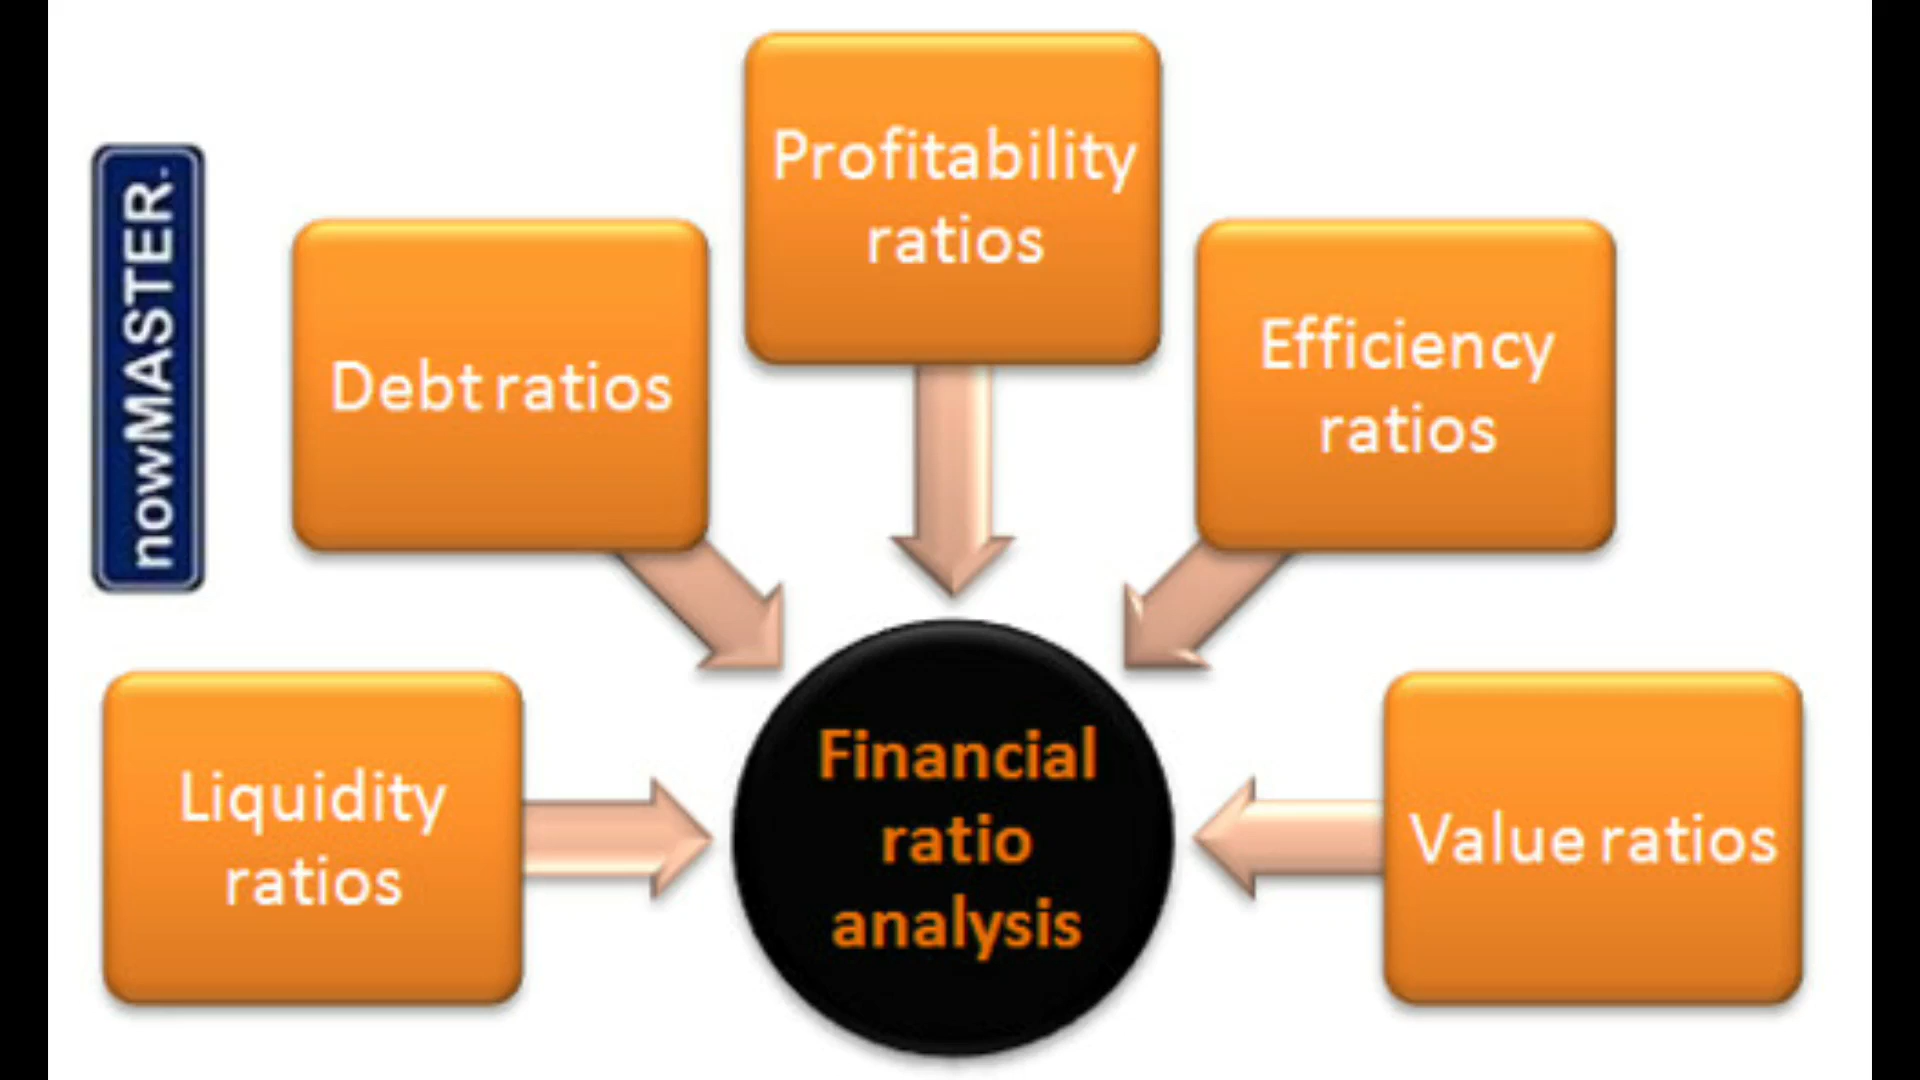 Profitability
ratios
nowMASTER
Debt ratios
Efficiency
ratios
Liquidity
ratios
Financial
ratio
analysis
Value ratios